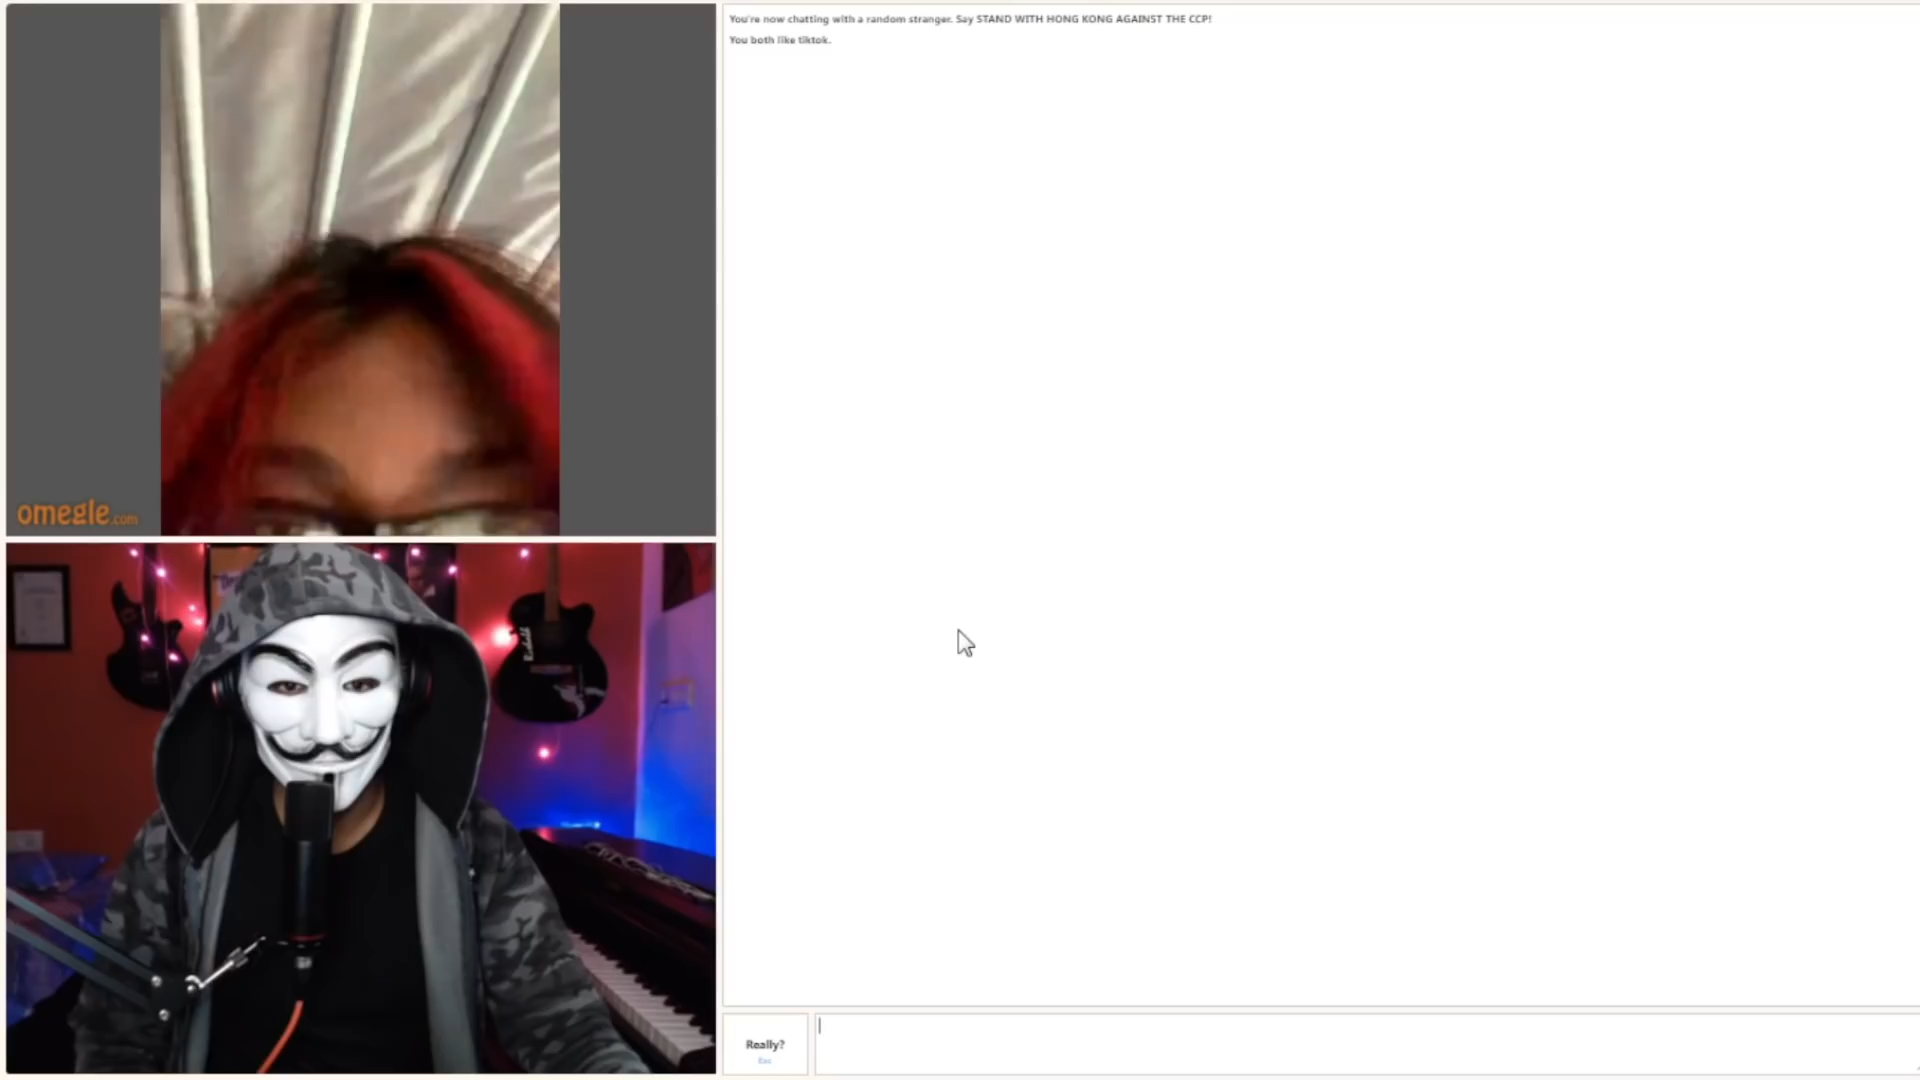 You're now chatting with a random stranger. Say STAND WITH HONG KONG AGAINST THE CCP!
You both like tiktok.
omegle.com
Really?
Esc